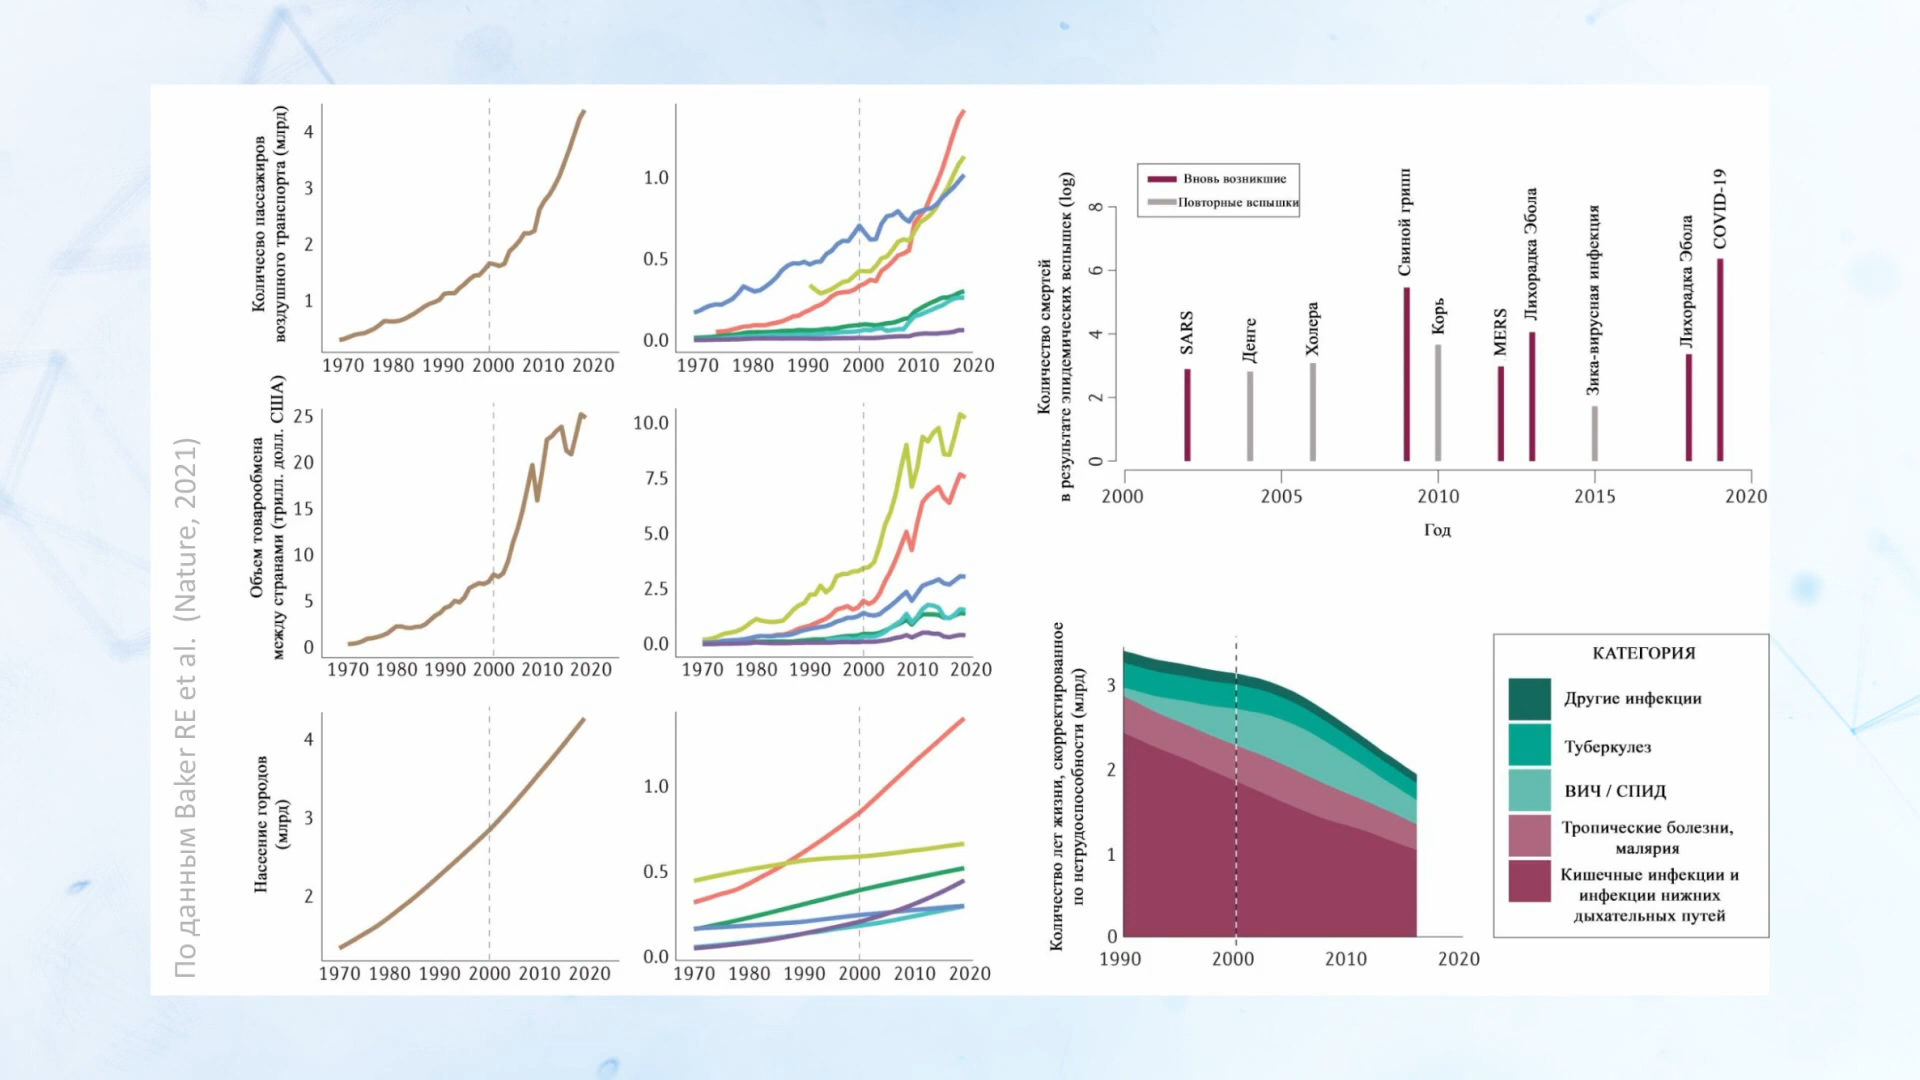 По данным Baker RE et al. (Nature, 2021)
Количесво пассажиров
воздушного транспорта (млрд)
4
3
2
1
1970 1980 1990 2000 2010 2020
1.0
0.5
0.0
1970 1980 1990 2000 2010 2020
Объем товарообмена
между странами (трилл. долл. США)
25
20
15
10
5
0
1970 1980 1990 2000 2010 2020
10.0
7.5
5.0
2.5
0.0
1970 1980 1990 2000 2010 2020
Насеение городов
(млрд)
4
3
2
1970 1980 1990 2000 2010 2020
1.0
0.5
0.0
1970 1980 1990 2000 2010 2020
Количество смертей
в результате эпидемических вспышек (log)
8
6
4
2
0
Вновь возникшие
Повторные вспышки
SARS
Денге
Холера
Свиной грипп
Корь
MERS
Лихорадка Эбола
Зика-вирусная инфекция
Лихорадка Эбола
COVID-19
2000 2005 2010 2015 2020
Год
Количество лет жизни, скорректированное
по нетрудоспособности (млрд)
3
2
1
0
1990 2000 2010 2020
КАТЕГОРИЯ
Другие инфекции
Туберкулез
ВИЧ / СПИД
Тропические болезни,
малярия
Кишечные инфекции и
инфекции нижних
дыхательных путей